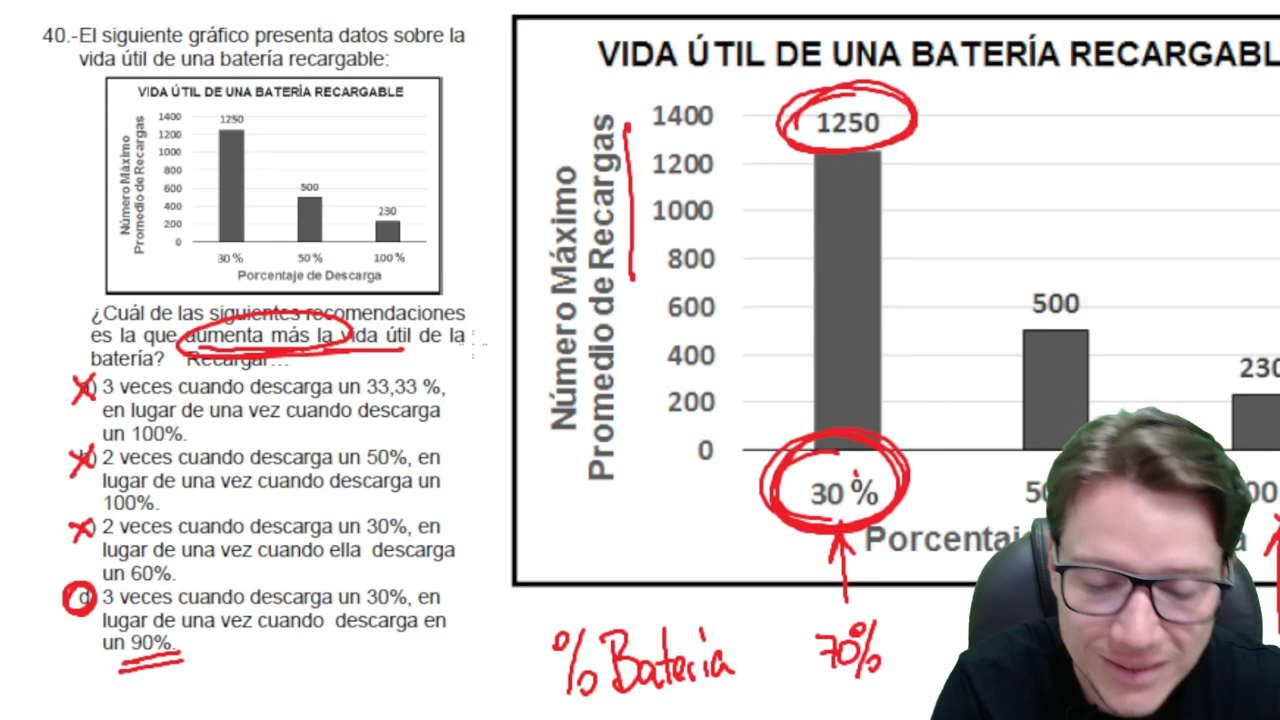 40.-El siguiente gráfico presenta datos sobre la
vida útil de una batería recargable:
VIDA ÚTIL DE UNA BATERÍA RECARGABLE
Número Máximo
Promedio de Recargas
1400
1200
1000
800
600
400
200
0
1250
500
230
30 %
50 %
100 %
Porcentaje de Descarga
¿Cuál de las siguientes recomendaciones
es la que aumenta más la vida útil de la
batería? Recargar...
a) 3 veces cuando descarga un 33,33 %,
en lugar de una vez cuando descarga
un 100%.
b) 2 veces cuando descarga un 50%, en
lugar de una vez cuando descarga un
100%.
c) 2 veces cuando descarga un 30%, en
lugar de una vez cuando ella descarga
un 60%.
d) 3 veces cuando descarga un 30%, en
lugar de una vez cuando descarga en
un 90%.
VIDA ÚTIL DE UNA BATERÍA RECARGABL
Número Máximo
Promedio de Recargas
1400
1200
1000
800
600
400
200
0
1250
500
230
30 %
50
00
Porcentaj
a
% Bateria
70%